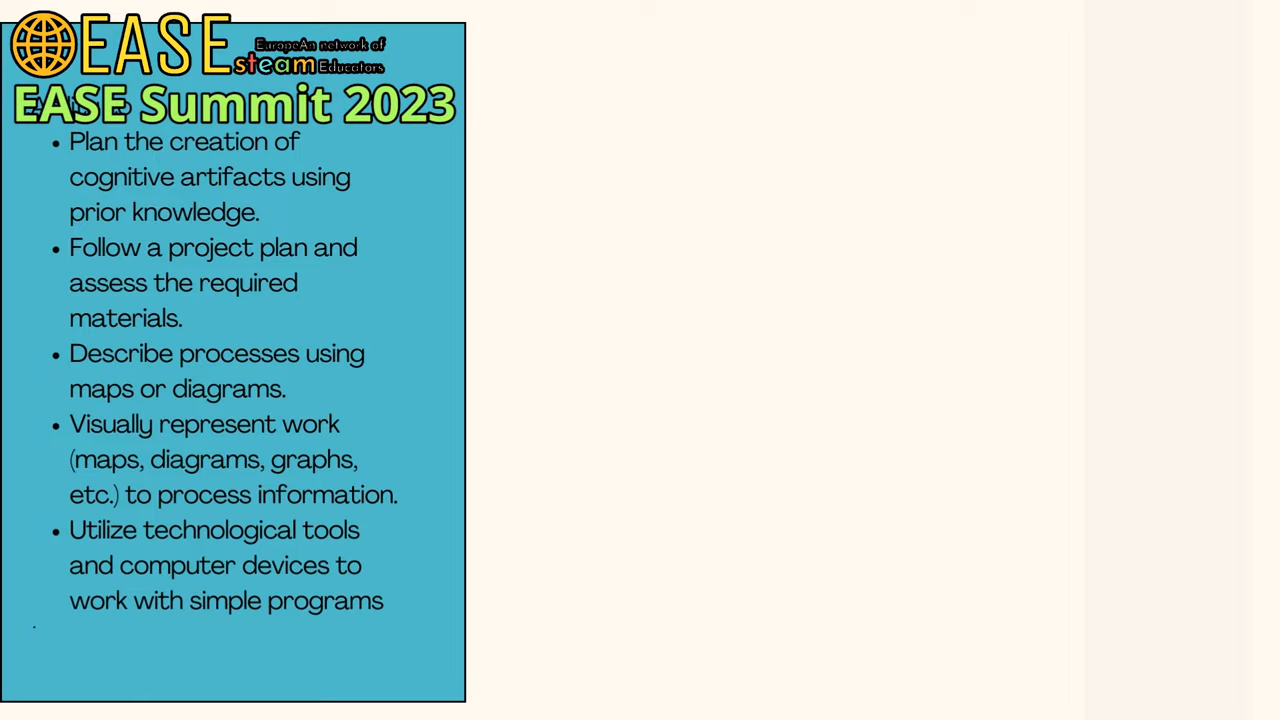 EASE
EuropeAn network of
steam Educators
EASE Summit 2023
• Plan the creation of
cognitive artifacts using
prior knowledge.
• Follow a project plan and
assess the required
materials.
• Describe processes using
maps or diagrams.
• Visually represent work
(maps, diagrams, graphs,
etc.) to process information.
• Utilize technological tools
and computer devices to
work with simple programs
.